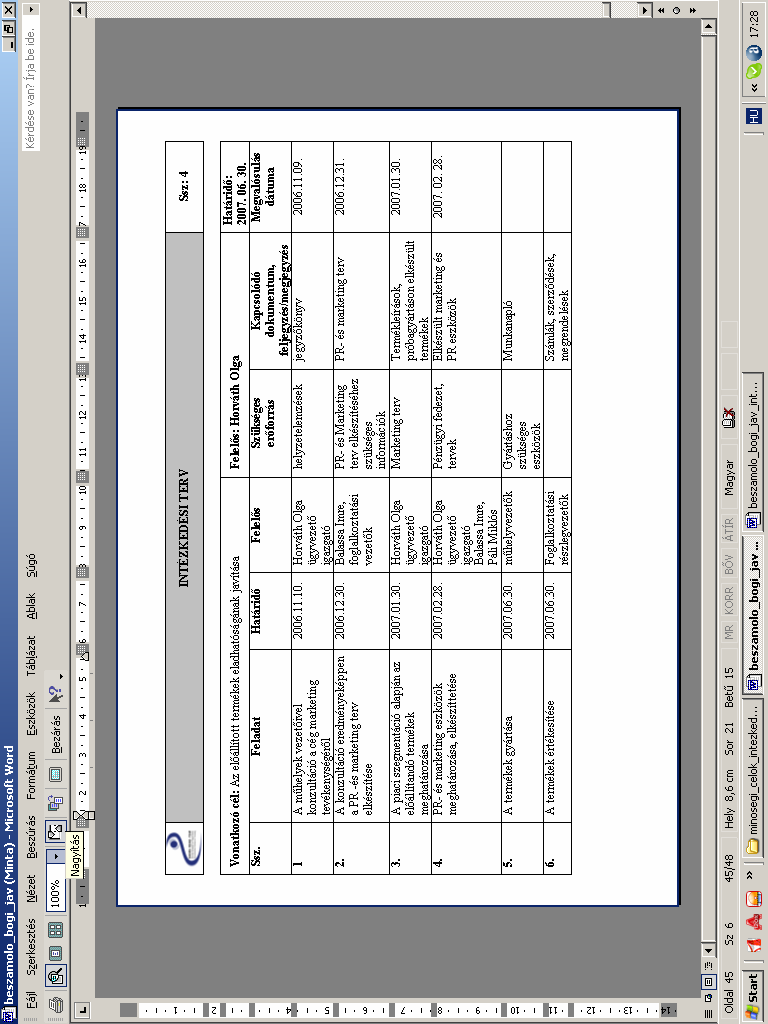 beszamolo_bogi_jav (Minta) - Microsoft Word
Fájl Szerkesztés Nézet Beszúrás Formátum Eszközök Táblázat Ablak Súgó
Kérdése van? Írja be ide.
100% Bezárás
Nagyítás
INTÉZKEDÉSI TERV
Ssz: 4
Vonatkozó cél: Az előállított termékek eladhatóságának javítása
Felelős: Horváth Olga
Határidő:
2007. 06. 30.
Ssz.
Feladat
Határidő
Felelős
Szükséges
erőforrás
Kapcsolódó
dokumentum,
feljegyzés/megjegyzés
Megvalósulás
dátuma
1
A műhelyek vezetőivel
konzultáció a cég marketing
tevékenységéről
2006.11.10.
Horváth Olga
ügyvezető
igazgató
helyzetelemzések
jegyzőkönyv
2006.11.09.
2.
A konzultáció eredményeképpen
a PR -és marketing terv
elkészítése
2006.12.30.
Balassa Imre,
foglalkoztatási
vezetők
PR- és Marketing
terv elkészítéséhez
szükséges
információk
PR- és marketing terv
2006.12.31.
3.
A piaci szegmentáció alapján az
előállítandó termékek
meghatározása
2007.01.30.
Horváth Olga
ügyvezető
igazgató
Marketing terv
Termékleírások,
próbagyártáson elkészült
termékek
2007.01.30.
4.
PR- és marketing eszközök
meghatározása, elkészíttetése
2007.02.28.
Horváth Olga
ügyvezető
igazgató
Balassa Imre,
Páli Miklós
Pénzügyi fedezet,
tervek
Elkészült marketing és
PR eszközök
2007. 02. 28.
5.
A termékek gyártása
2007.06.30.
műhelyvezetők
Gyártáshoz
szükséges
eszközök
Munkanapló
6.
A termékek értékesítése
2007.06.30.
Foglalkoztatási
részlegvezetők
Számlák, szerződések,
megrendelések
Oldal 45 Sz 6 45/48 Hely 8,6 cm Sor 21 Betű 15 MR KORR BŐV ÁTÍR Magyar
Start
minosegi_celok_intezked...
beszamolo_bogi_jav ...
beszamolo_bogi_jav_int...
HU
17:28